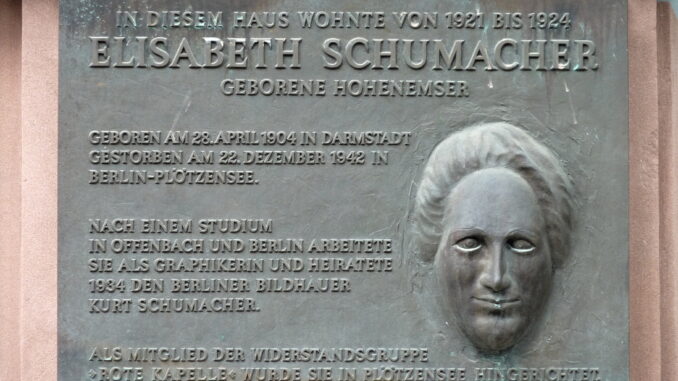 IN DIESEM HAUS WOHNTE VON 1921 BIS 1924
ELISABETH SCHUMACHER
GEBORENE HOHENEMSER
GEBOREN AM 28. APRIL 1904 IN DARMSTADT
GESTORBEN AM 22. DEZEMBER 1942 IN
BERLIN-PLÖTZENSEE.
NACH EINEM STUDIUM
IN OFFENBACH UND BERLIN ARBEITETE
SIE ALS GRAPHIKERIN UND HEIRATETE
1934 DEN BERLINER BILDHAUER
KURT SCHUMACHER.
ALS MITGLIED DER WIDERSTANDSGRUPPE
»ROTE KAPELLE« WURDE SIE IN PLÖTZENSEE HINGERICHTET.